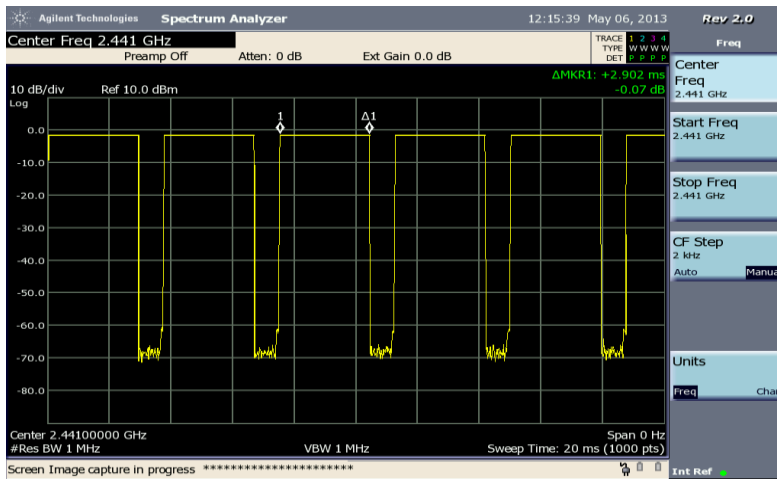 Agilent Technologies Spectrum Analyzer 12:15:39 May 06, 2013 Rev 2.0
Center Freq 2.441 GHz
Preamp Off Atten: 0 dB Ext Gain 0.0 dB
TRACE 1 2 3 4
TYPE W W W W
DET P P P P
ΔMKR1: +2.902 ms
-0.07 dB
10 dB/div Ref 10.0 dBm
Log
1 Δ1
0.0
-10.0
-20.0
-30.0
-40.0
-50.0
-60.0
-70.0
-80.0
Center 2.44100000 GHz Span 0 Hz
#Res BW 1 MHz VBW 1 MHz Sweep Time: 20 ms (1000 pts)
Screen Image capture in progress **********************
Freq
Center
Freq
2.441 GHz
Start Freq
2.441 GHz
Stop Freq
2.441 GHz
CF Step
2 kHz
Auto Manua
Units
Freq Char
Int Ref